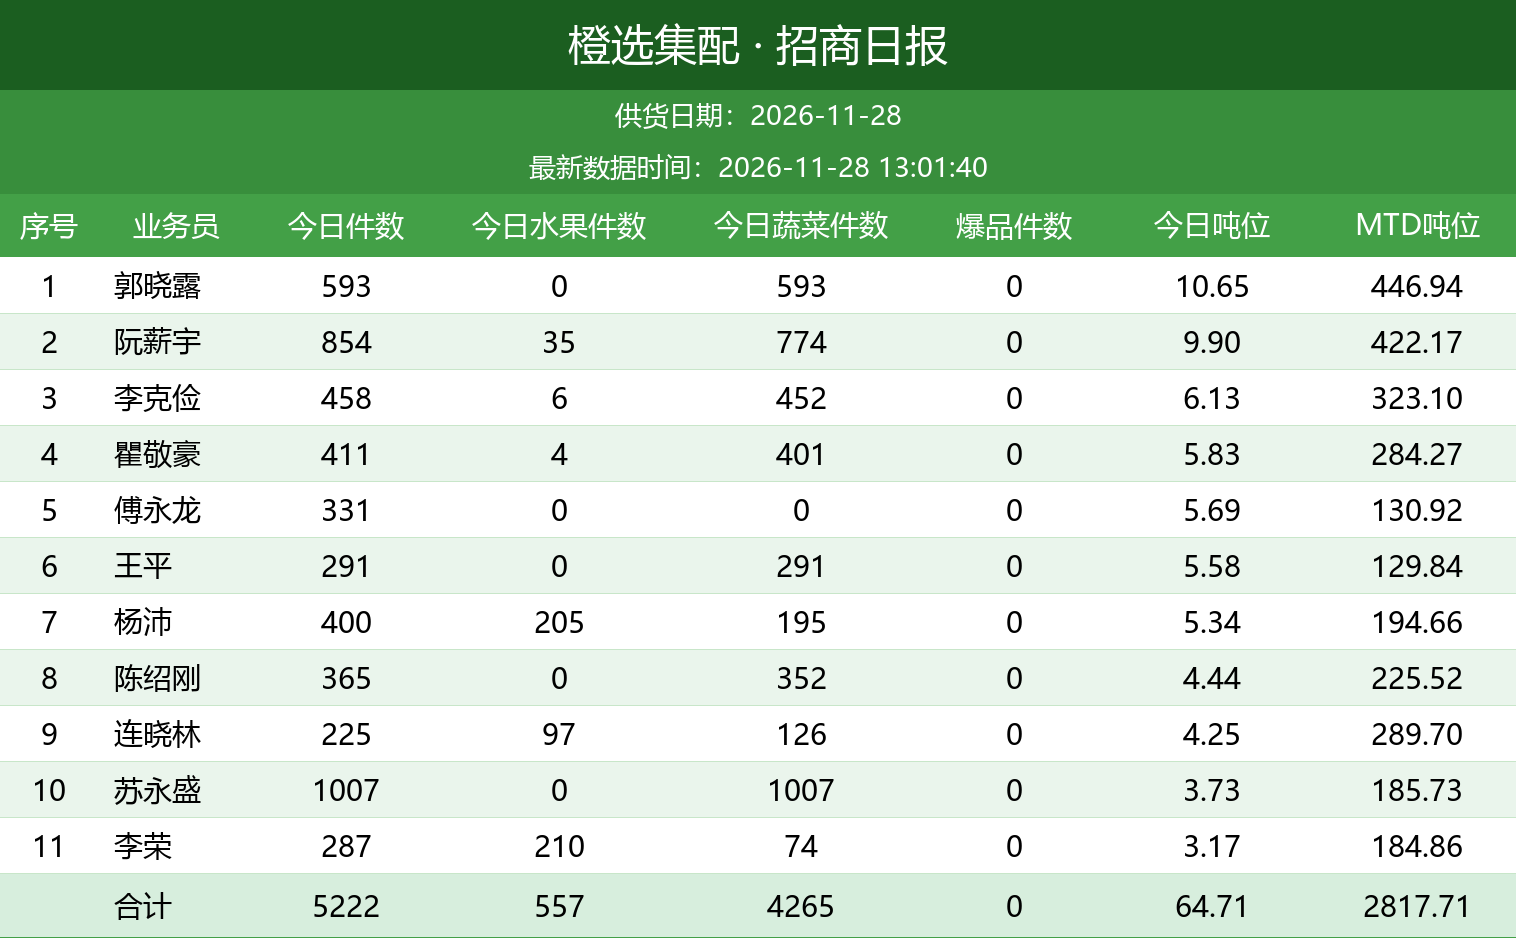 橙选集配 · 招商日报
供货日期：2026-11-28
最新数据时间：2026-11-28 13:01:40
序号 业务员 今日件数 今日水果件数 今日蔬菜件数 爆品件数 今日吨位 MTD吨位
1 郭晓露 593 0 593 0 10.65 446.94
2 阮薪宇 854 35 774 0 9.90 422.17
3 李克俭 458 6 452 0 6.13 323.10
4 瞿敬豪 411 4 401 0 5.83 284.27
5 傅永龙 331 0 0 0 5.69 130.92
6 王平 291 0 291 0 5.58 129.84
7 杨沛 400 205 195 0 5.34 194.66
8 陈绍刚 365 0 352 0 4.44 225.52
9 连晓林 225 97 126 0 4.25 289.70
10 苏永盛 1007 0 1007 0 3.73 185.73
11 李荣 287 210 74 0 3.17 184.86
合计 5222 557 4265 0 64.71 2817.71